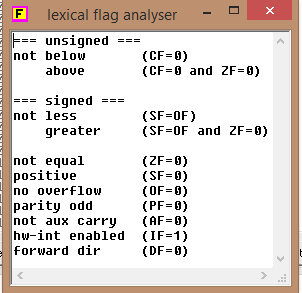 F lexical flag analyser
=== unsigned ===
not below (CF=0)
above (CF=0 and ZF=0)
=== signed ===
not less (SF=OF)
greater (SF=OF and ZF=0)
not equal (ZF=0)
positive (SF=0)
no overflow (OF=0)
parity odd (PF=0)
not aux carry (AF=0)
hw-int enabled (IF=1)
forward dir (DF=0)